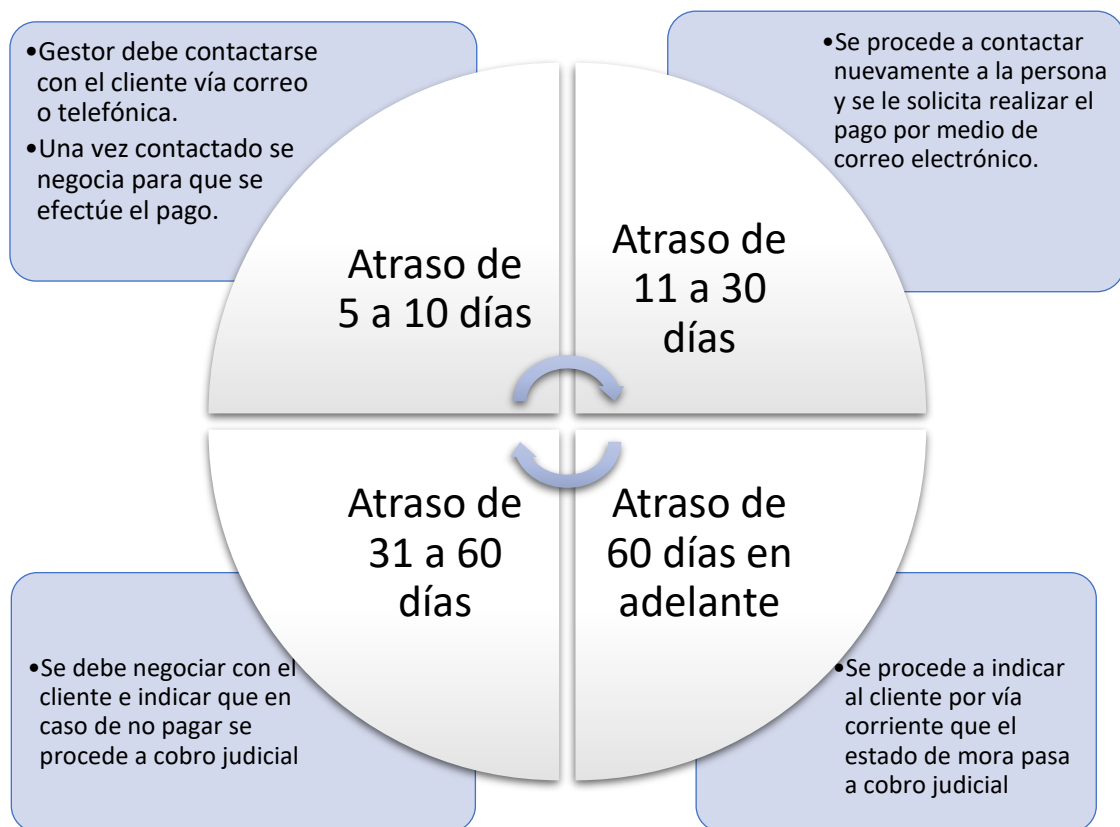 •Gestor debe contactarse
con el cliente vía correo
o telefónica.
•Una vez contactado se
negocia para que se
efectúe el pago.
Atraso de
5 a 10 días
•Se procede a contactar
nuevamente a la persona
y se le solicita realizar el
pago por medio de
correo electrónico.
Atraso de
11 a 30
días
Atraso de
31 a 60
días
•Se debe negociar con el
cliente e indicar que en
caso de no pagar se
procede a cobro judicial
Atraso de
60 días en
adelante
•Se procede a indicar
al cliente por vía
corriente que el
estado de mora pasa
a cobro judicial